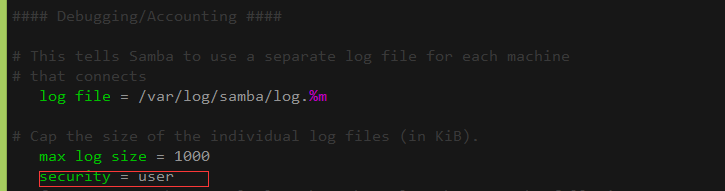 #### Debugging/Accounting ####
# This tells Samba to use a separate log file for each machine
# that connects
log file = /var/log/samba/log.%m
# Cap the size of the individual log files (in KiB).
max log size = 1000
security = user